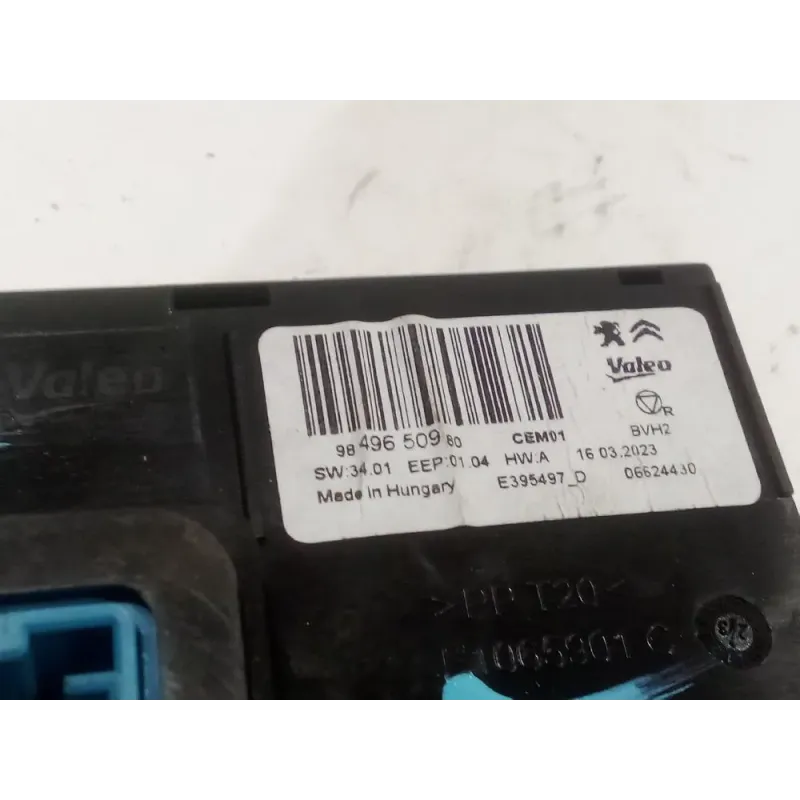 Valeo
Valeo
R
BVH2
98 496 509 80 CEM01
SW:34.01 EEP:01.04 HW:A 16 03.2023
Made in Hungary E395497_D 06624430
T20<